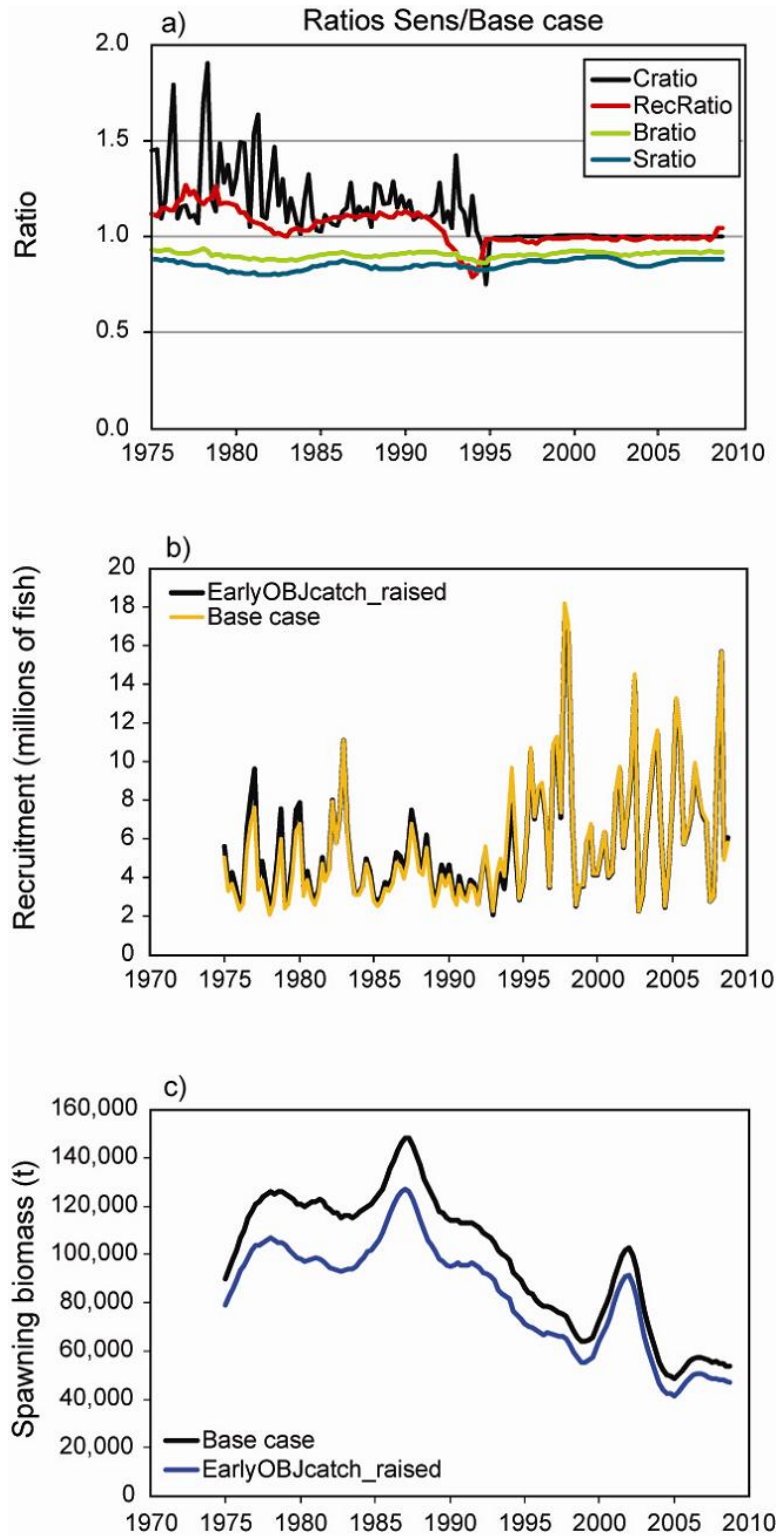 a)
Ratios Sens/Base case
Ratio
2.0
1.5
1.0
0.5
0.0
Cratio
RecRatio
Bratio
Sratio
1975 1980 1985 1990 1995 2000 2005 2010
b)
Recruitment (millions of fish)
20
18
16
14
12
10
8
6
4
2
0
EarlyOBJcatch_raised
Base case
1970 1975 1980 1985 1990 1995 2000 2005 2010
c)
Spawning biomass (t)
160,000
140,000
120,000
100,000
80,000
60,000
40,000
20,000
0
Base case
EarlyOBJcatch_raised
1970 1975 1980 1985 1990 1995 2000 2005 2010